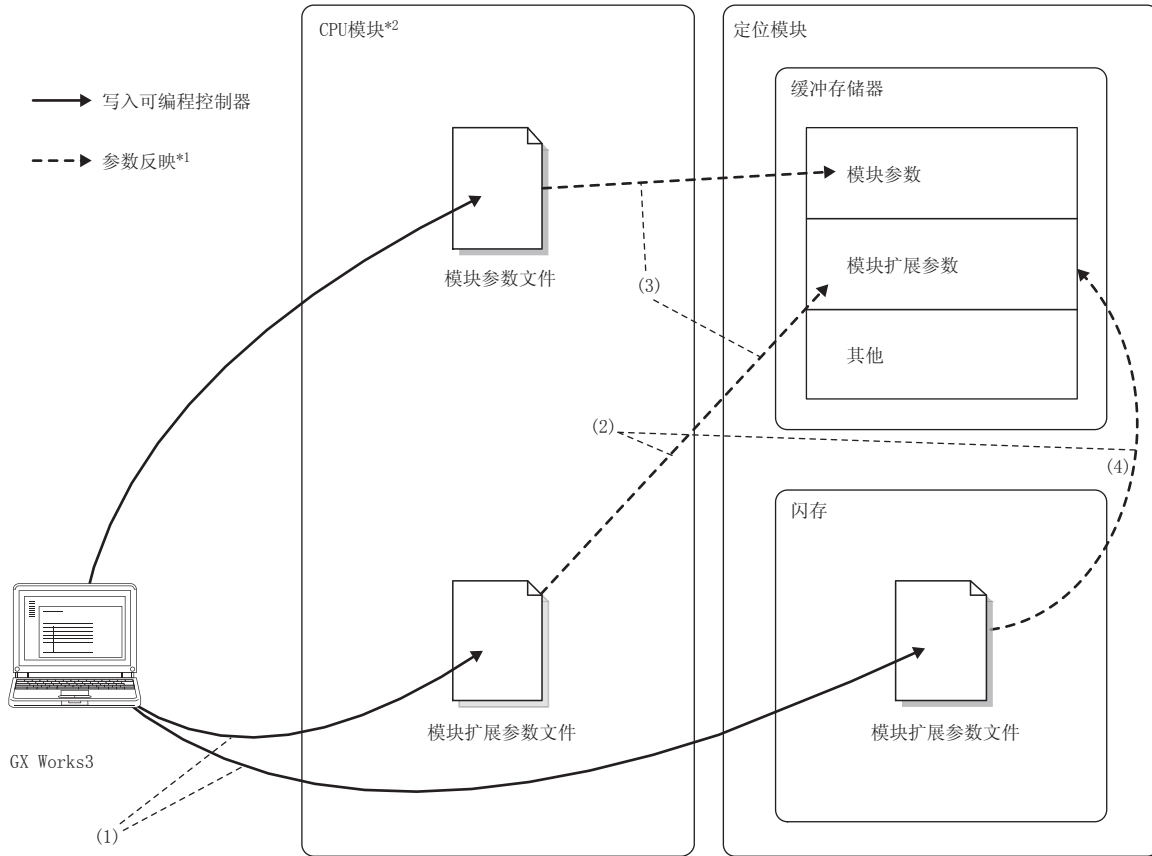 CPU模块*2
定位模块
缓冲存储器
写入可编程控制器
参数反映*1
模块参数
模块扩展参数
其他
模块参数文件
(3)
(2)
(4)
闪存
模块扩展参数文件
模块扩展参数文件
GX Works3
(1)